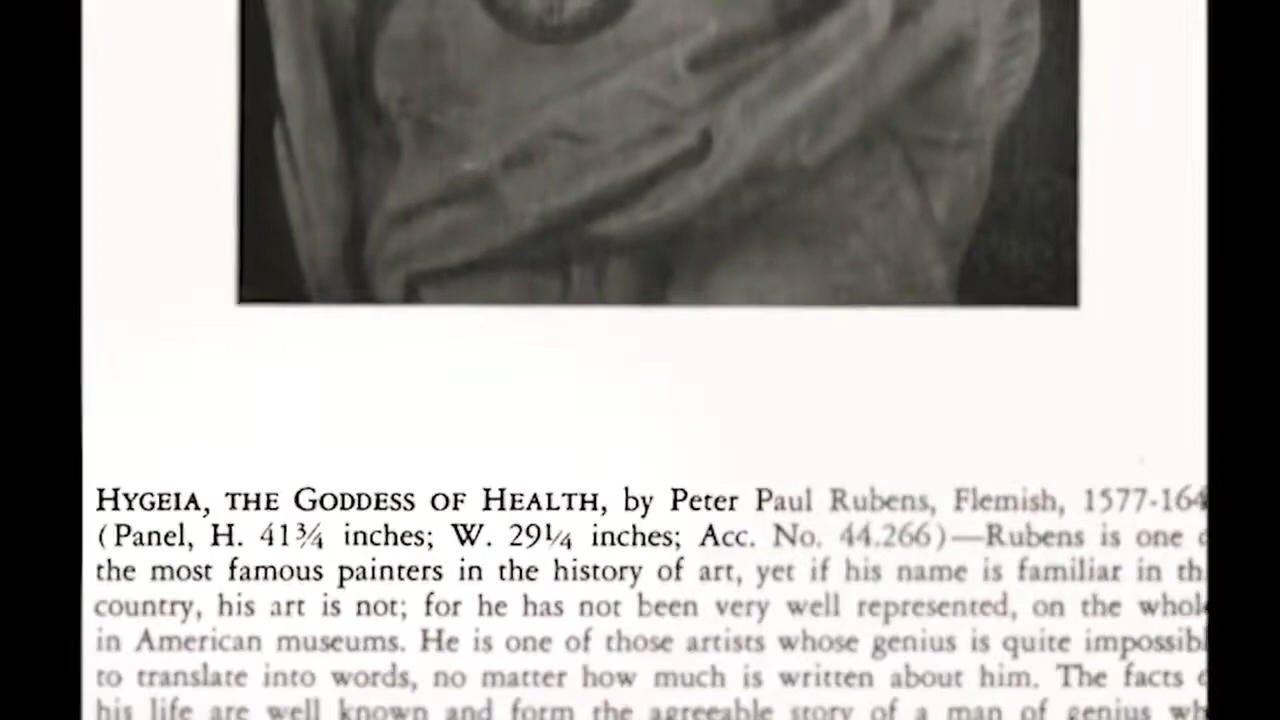 HYGEIA, THE GODDESS OF HEALTH, by Peter Paul Rubens, Flemish, 1577-164
(Panel, H. 41¾ inches; W. 29¼ inches; Acc. No. 44.266)—Rubens is one
the most famous painters in the history of art, yet if his name is familiar in th
country, his art is not; for he has not been very well represented, on the whol
in American museums. He is one of those artists whose genius is quite impossibl
to translate into words, no matter how much is written about him. The facts
his life are well known and form the agreeable story of a man of genius wh